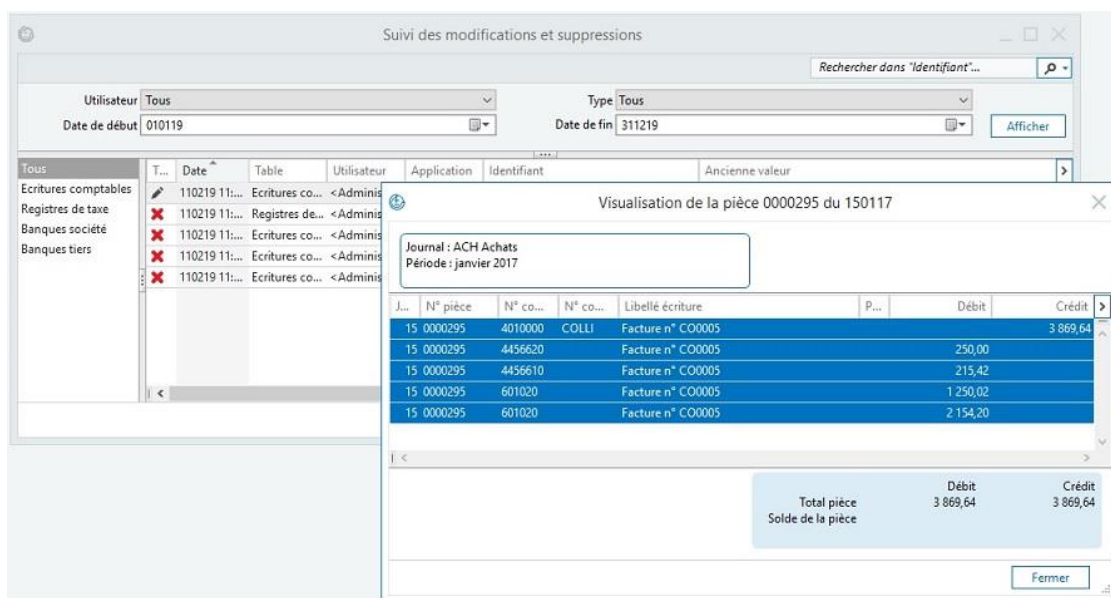 Suivi des modifications et suppressions
Rechercher dans "Identifiant"...
Utilisateur Tous Type Tous
Date de début 010119 Date de fin 311219 Afficher
Tous
Ecritures comptables
Registres de taxe
Banques société
Banques tiers
T... Date Table Utilisateur Application Identifiant Ancienne valeur
110219 11:... Ecritures co... <Adminis
110219 11:... Registres de... <Adminis
110219 11:... Ecritures co... <Adminis
110219 11:... Ecritures co... <Adminis
110219 11:... Ecritures co... <Adminis
Visualisation de la pièce 0000295 du 150117
Journal : ACH Achats
Période : janvier 2017
J... N° pièce N° co... N° co... Libellé écriture P... Débit Crédit
15 0000295 4010000 COLLI Facture n° CO0005 3 869,64
15 0000295 4456620 Facture n° CO0005 250,00
15 0000295 4456610 Facture n° CO0005 215,42
15 0000295 601020 Facture n° CO0005 1 250,02
15 0000295 601020 Facture n° CO0005 2 154,20
Débit Crédit
Total pièce 3 869,64 3 869,64
Solde de la pièce
Fermer